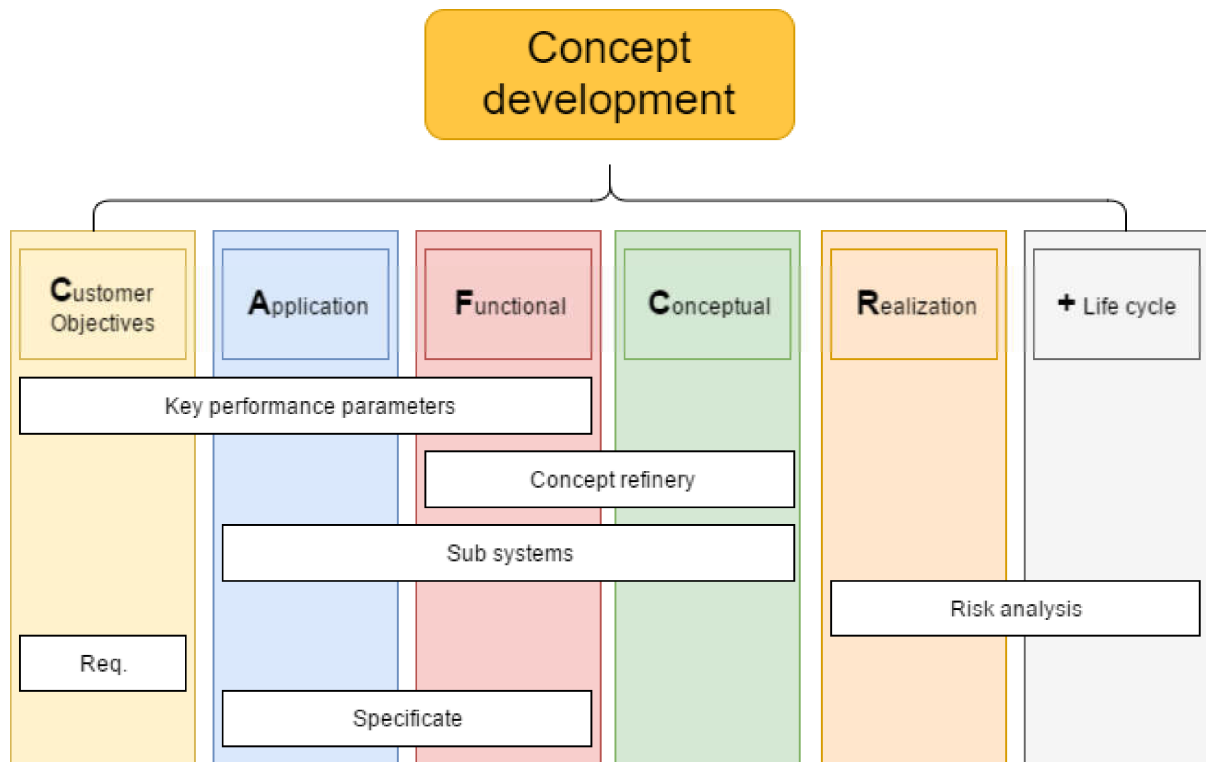 Concept
development
Customer
Objectives
Application
Functional
Conceptual
Realization
+ Life cycle
Key performance parameters
Concept refinery
Sub systems
Risk analysis
Req.
Specificate